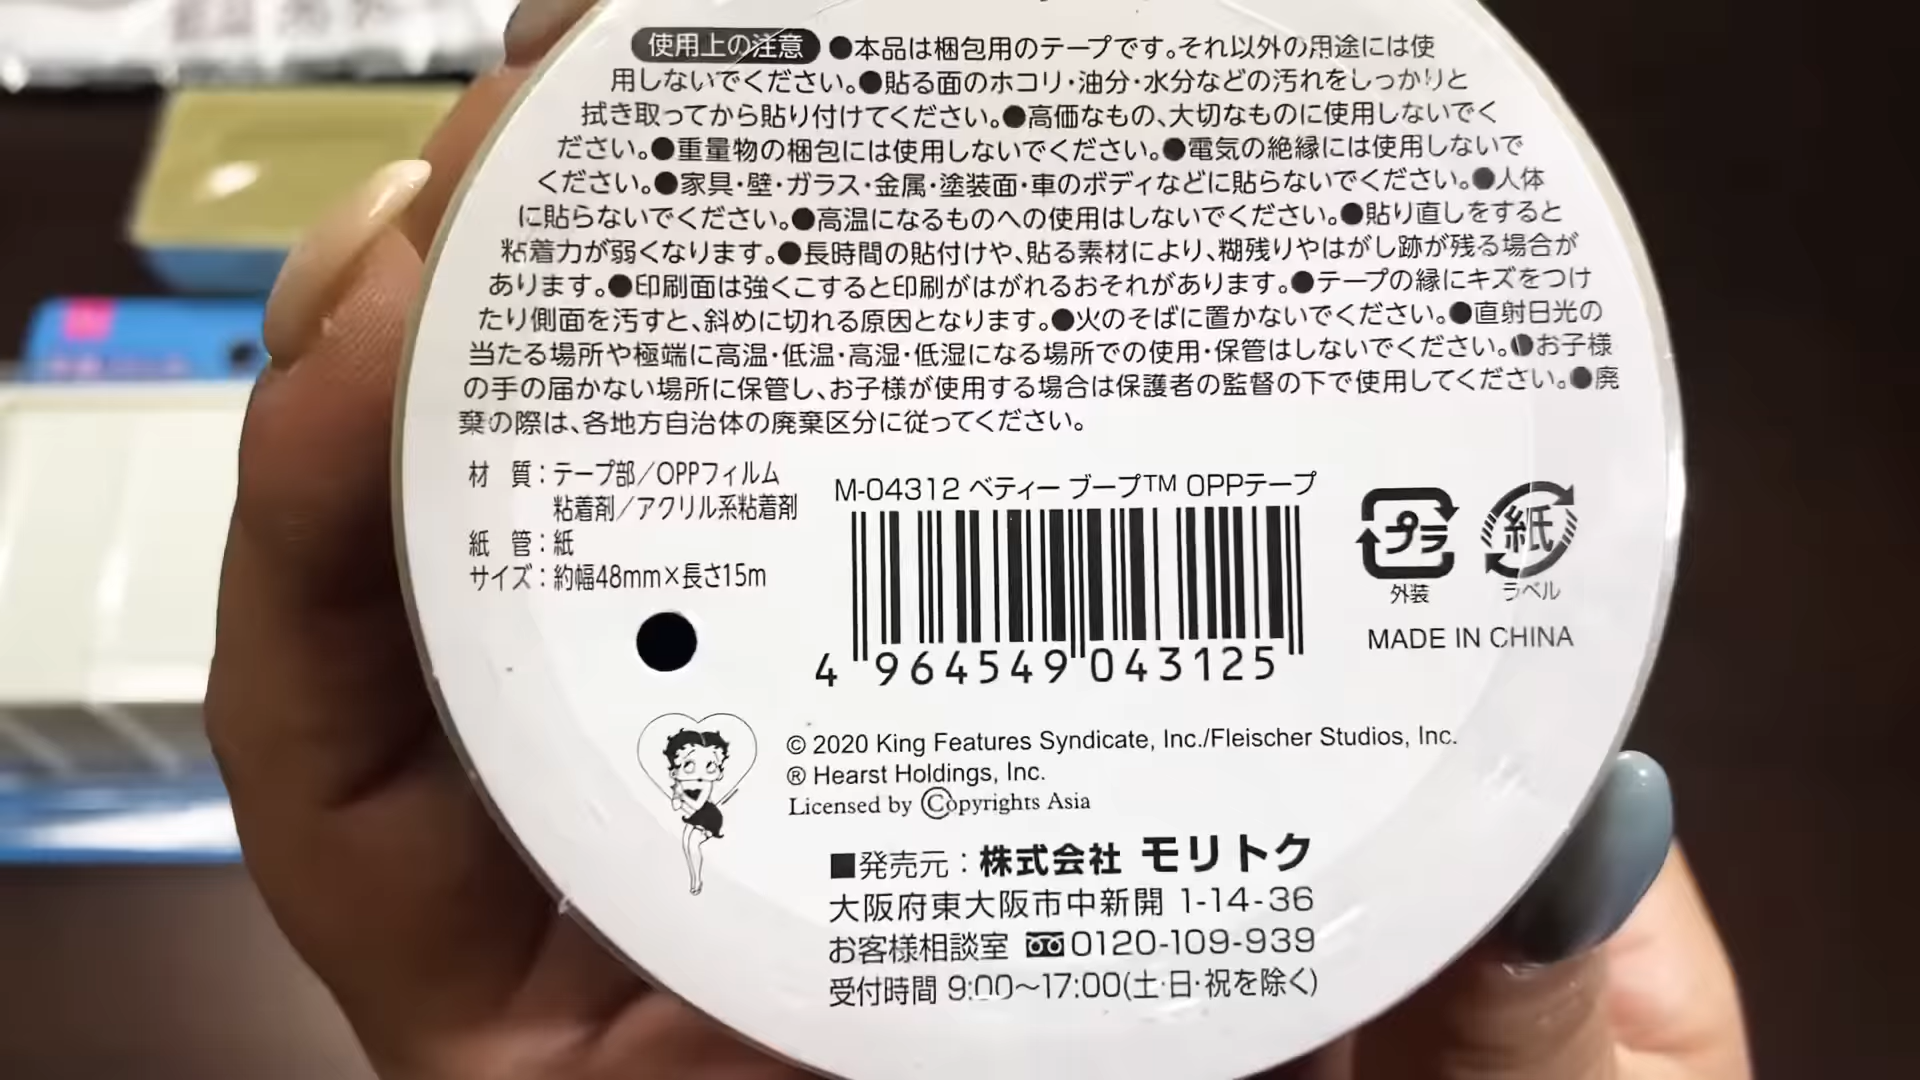 使用上の注意 ●本品は梱包用のテープです。それ以外の用途には使
用しないでください。●貼る面のホコリ・油分・水分などの汚れをしっかりと
拭き取ってから貼り付けてください。●高価なもの、大切なものに使用しないでく
ださい。●重量物の梱包には使用しないでください。●電気の絶縁には使用しないで
ください。●家具・壁・ガラス・金属・塗装面・車のボディなどに貼らないでください。●人体
に貼らないでください。●高温になるものへの使用はしないでください。●貼り直しをすると
粘着力が弱くなります。●長時間の貼付けや、貼る素材により、糊残りやはがし跡が残る場合が
あります。●印刷面は強くこすると印刷がはがれるおそれがあります。●テープの縁にキズをつけ
たり側面を汚すと、斜めに切れる原因となります。●火のそばに置かないでください。●直射日光の
当たる場所や極端に高温・低温・高湿・低湿になる場所での使用・保管はしないでください。●お子様
の手の届かない場所に保管し、お子様が使用する場合は保護者の監督の下で使用してください。●廃
棄の際は、各地方自治体の廃棄区分に従ってください。
材 質：テープ部／OPPフィルム
粘着剤／アクリル系粘着剤
紙 管：紙
サイズ：約幅48mm×長さ15m
M-04312 ベティー ブープ™ OPPテープ
4 964549 043125
プラ
外装
紙
ラベル
MADE IN CHINA
© 2020 King Features Syndicate, Inc./Fleischer Studios, Inc.
® Hearst Holdings, Inc.
Licensed by ©opyrights Asia
■発売元：株式会社 モリトク
大阪府東大阪市中新開 1-14-36
お客様相談室 0120-109-939
受付時間 9:00〜17:00(土・日・祝を除く)